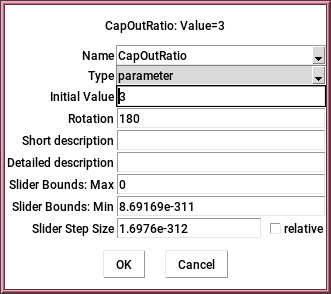 CapOutRatio: Value=3
Name CapOutRatio
Type parameter
Initial Value 3
Rotation 180
Short description
Detailed description
Slider Bounds: Max 0
Slider Bounds: Min 8.69169e-311
Slider Step Size 1.6976e-312 relative
OK Cancel